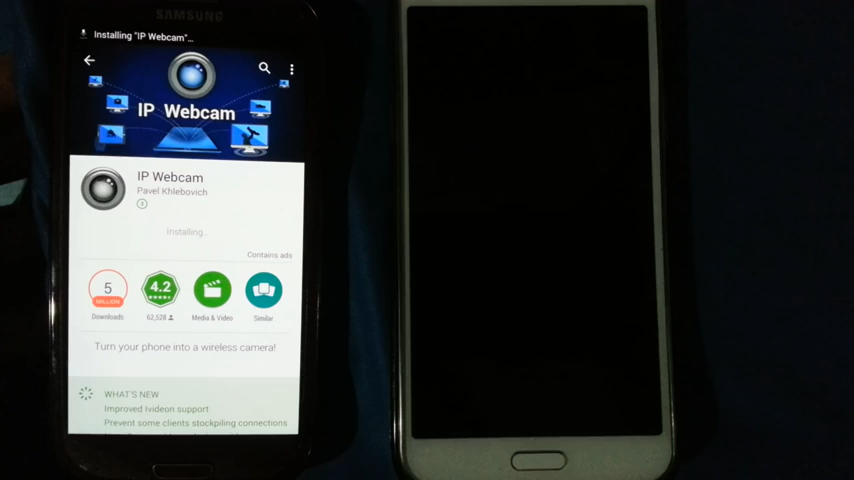 SAMSUNG
Installing "IP Webcam"...
IP Webcam
IP Webcam
Pavel Khlebovich
3
Installing...
Contains ads
5
MILLION
4.2
Downloads
62,528
Media & Video
Similar
Turn your phone into a wireless camera!
WHAT'S NEW
Improved Ivideon support
Prevent some clients stockpiling connections